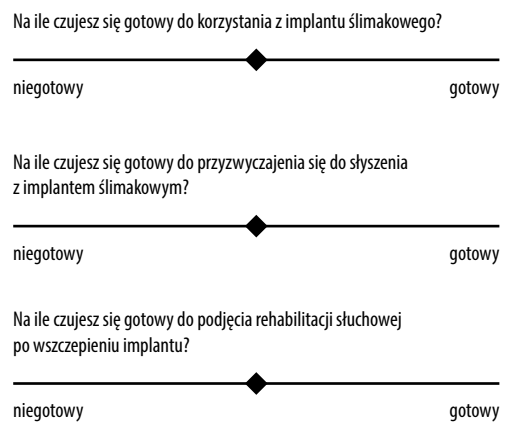 Na ile czujesz się gotowy do korzystania z implantu ślimakowego?
niegotowy gotowy
Na ile czujesz się gotowy do przyzwyczajenia się do słyszenia
z implantem ślimakowym?
niegotowy gotowy
Na ile czujesz się gotowy do podjęcia rehabilitacji słuchowej
po wszczepieniu implantu?
niegotowy gotowy